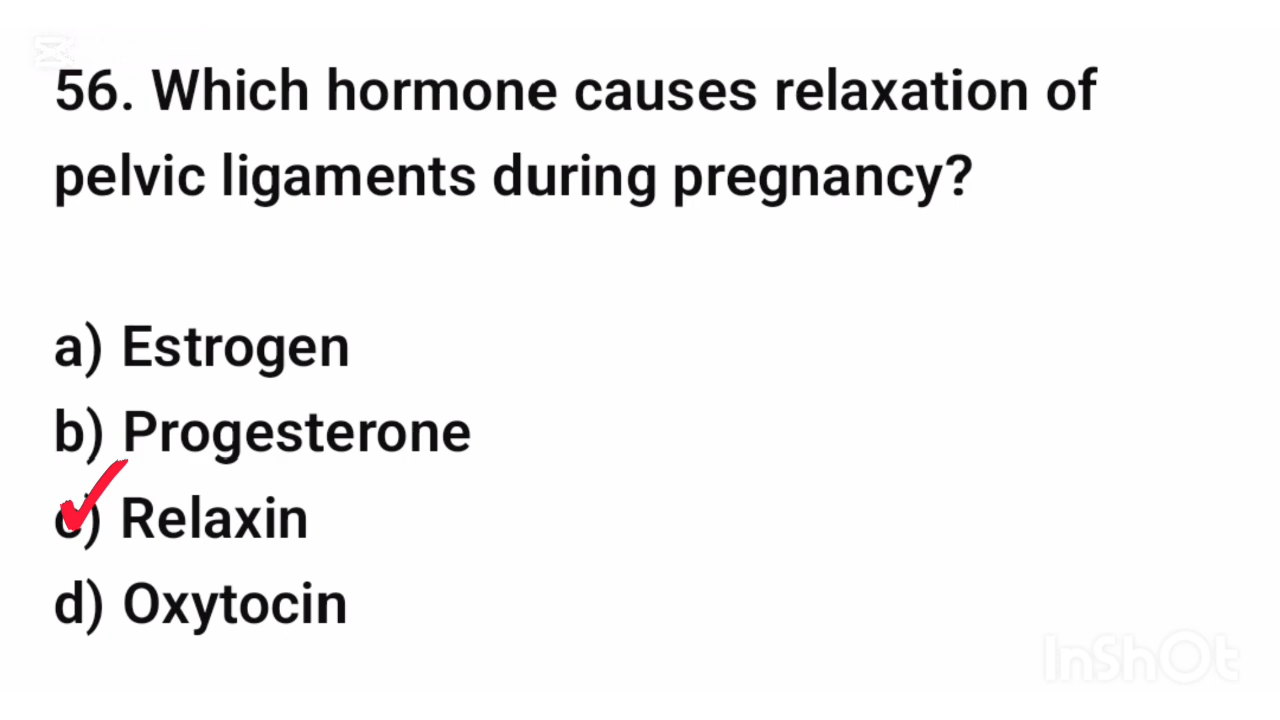 56. Which hormone causes relaxation of
pelvic ligaments during pregnancy?
a) Estrogen
b) Progesterone
c) Relaxin
d) Oxytocin
InShOt